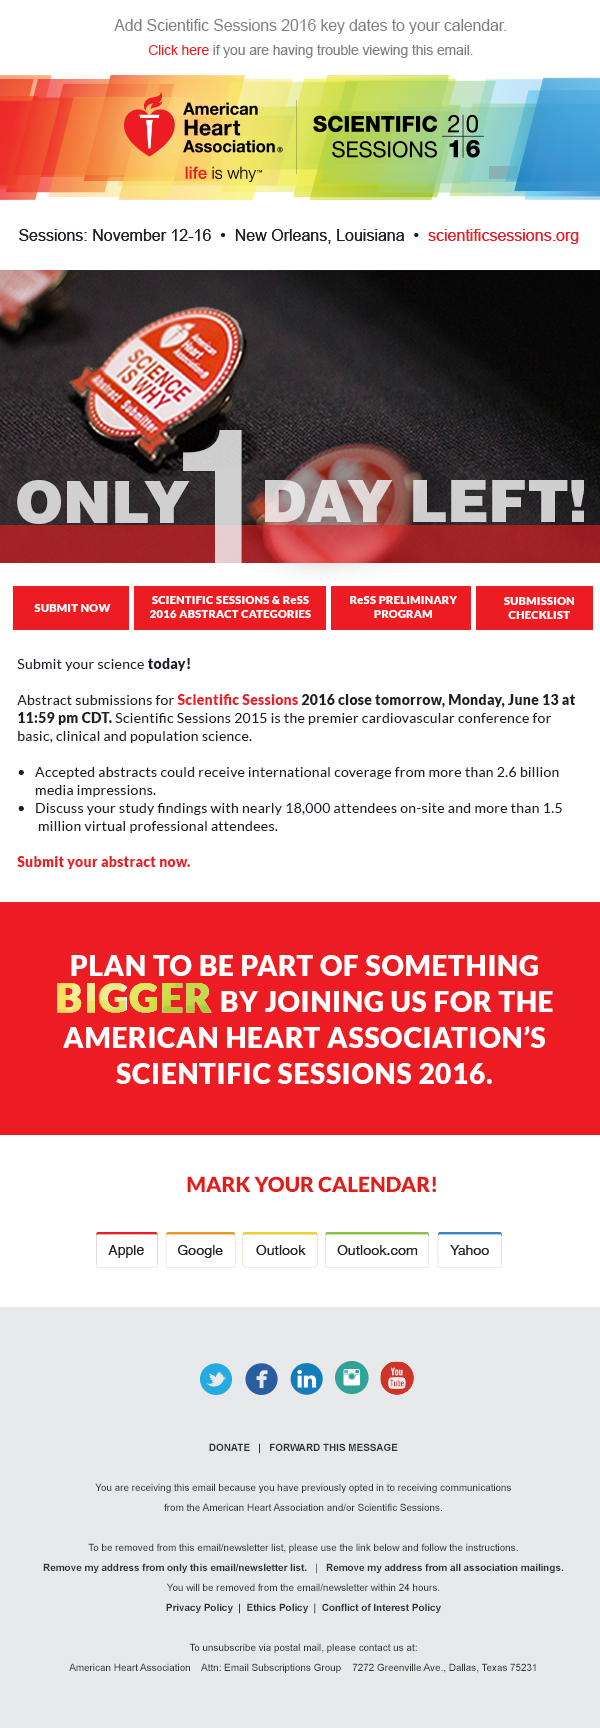 Add Scientific Sessions 2016 key dates to your calendar.
Click here if you are having trouble viewing this email.
American
Heart
Association®
life is why™
SCIENTIFIC
SESSIONS
20
16
Sessions: November 12-16 • New Orleans, Louisiana • scientificsessions.org
American
Heart
Association®
SCIENCE
IS WHY
Abstract Submitter
ONLY 1 DAY LEFT!
SUBMIT NOW
SCIENTIFIC SESSIONS & ReSS
2016 ABSTRACT CATEGORIES
ReSS PRELIMINARY
PROGRAM
SUBMISSION
CHECKLIST
Submit your science today!
Abstract submissions for Scientific Sessions 2016 close tomorrow, Monday, June 13 at
11:59 pm CDT. Scientific Sessions 2015 is the premier cardiovascular conference for
basic, clinical and population science.
• Accepted abstracts could receive international coverage from more than 2.6 billion
media impressions.
• Discuss your study findings with nearly 18,000 attendees on-site and more than 1.5
million virtual professional attendees.
Submit your abstract now.
PLAN TO BE PART OF SOMETHING
BIGGER BY JOINING US FOR THE
AMERICAN HEART ASSOCIATION'S
SCIENTIFIC SESSIONS 2016.
MARK YOUR CALENDAR!
Apple
Google
Outlook
Outlook.com
Yahoo
You
Tube
DONATE | FORWARD THIS MESSAGE
You are receiving this email because you have previously opted in to receiving communications
from the American Heart Association and/or Scientific Sessions.
To be removed from this email/newsletter list, please use the link below and follow the instructions.
Remove my address from only this email/newsletter list. | Remove my address from all association mailings.
You will be removed from the email/newsletter within 24 hours.
Privacy Policy | Ethics Policy | Conflict of Interest Policy
To unsubscribe via postal mail, please contact us at:
American Heart Association Attn: Email Subscriptions Group 7272 Greenville Ave., Dallas, Texas 75231